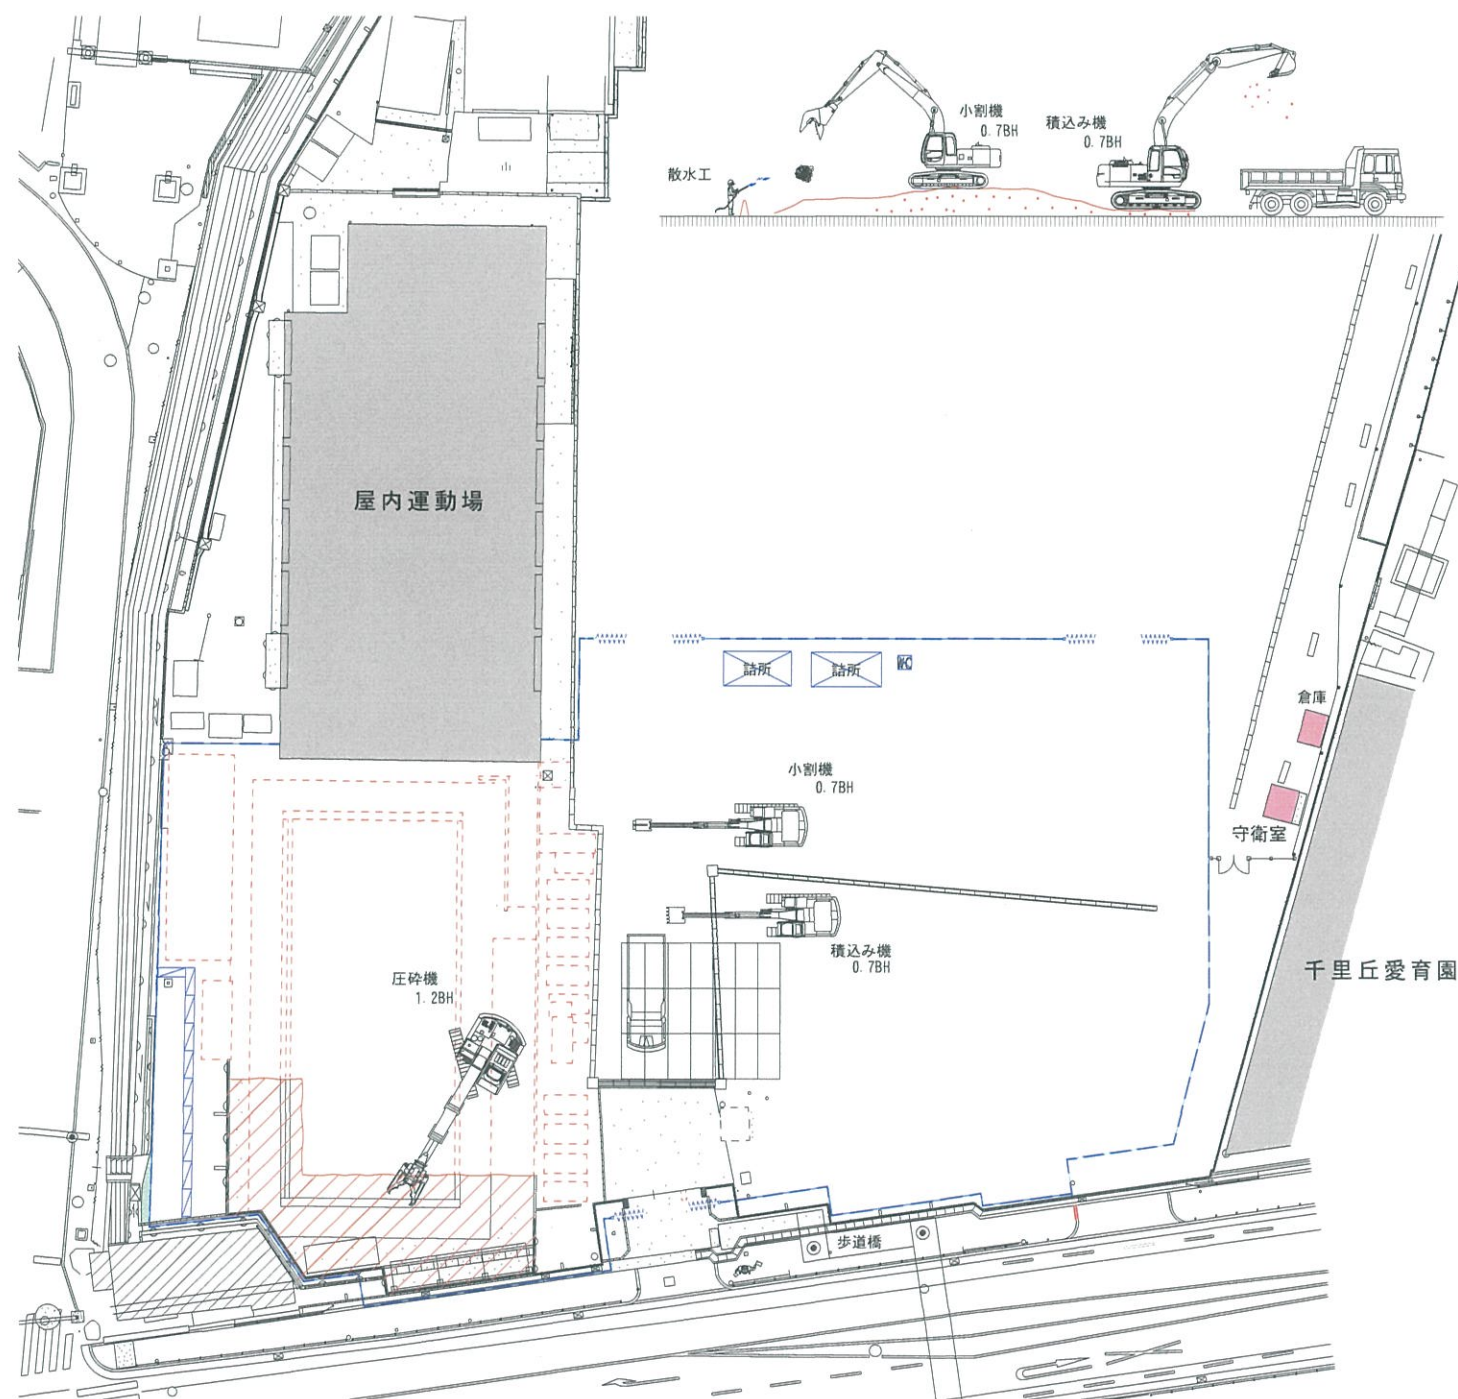 小割機
0.7BH
積込み機
0.7BH
散水工
屋内運動場
詰所
詰所
WC
倉庫
小割機
0.7BH
守衛室
積込み機
0.7BH
千里丘愛育園
圧砕機
1.2BH
歩道橋